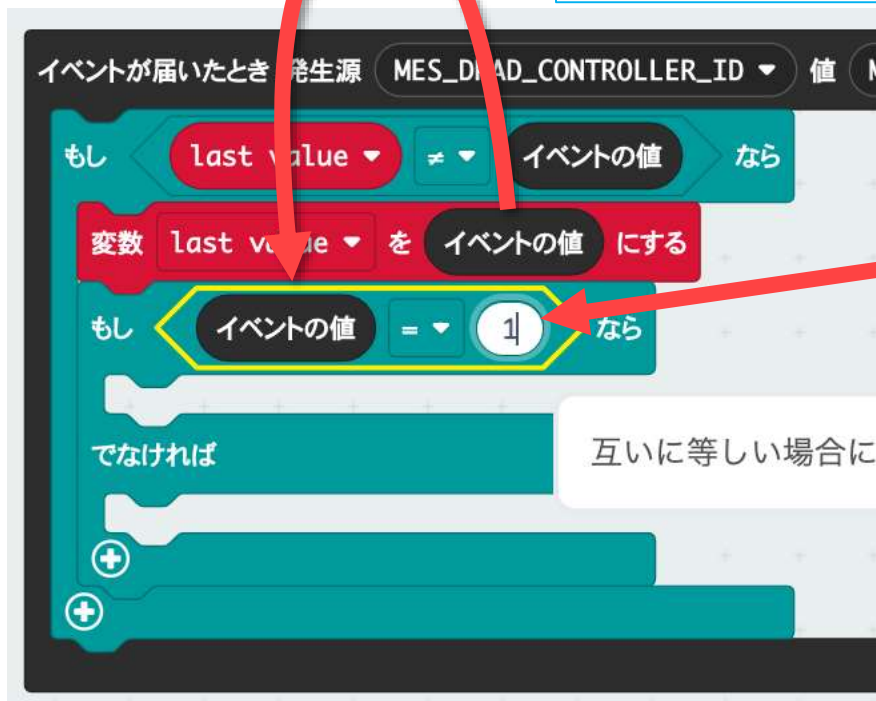 イベントが届いたとき 発生源 MES_DPAD_CONTROLLER_ID 値
もし last value ≠ イベントの値 なら
変数 last value を イベントの値 にする
もし イベントの値 = 1 なら
でなければ
互いに等しい場合に